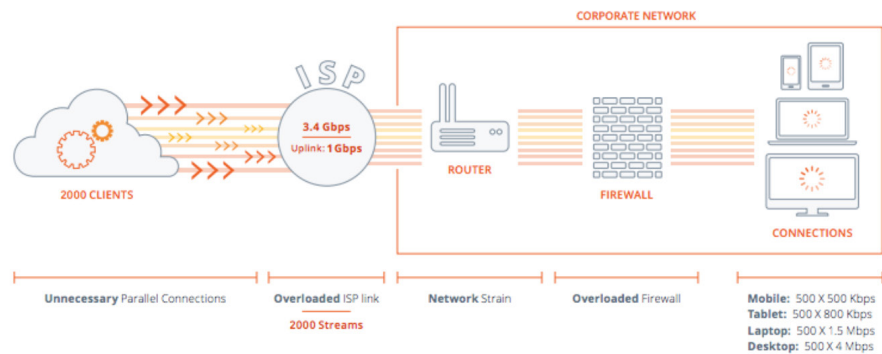 CORPORATE NETWORK
ISP
3.4 Gbps
Uplink: 1Gbps
2000 CLIENTS
ROUTER
FIREWALL
CONNECTIONS
Unnecessary Parallel Connections
Overloaded ISP link
2000 Streams
Network Strain
Overloaded Firewall
Mobile: 500 X 500 Kbps
Tablet: 500 X 800 Kbps
Laptop: 500 X 1.5 Mbps
Desktop: 500 X 4 Mbps